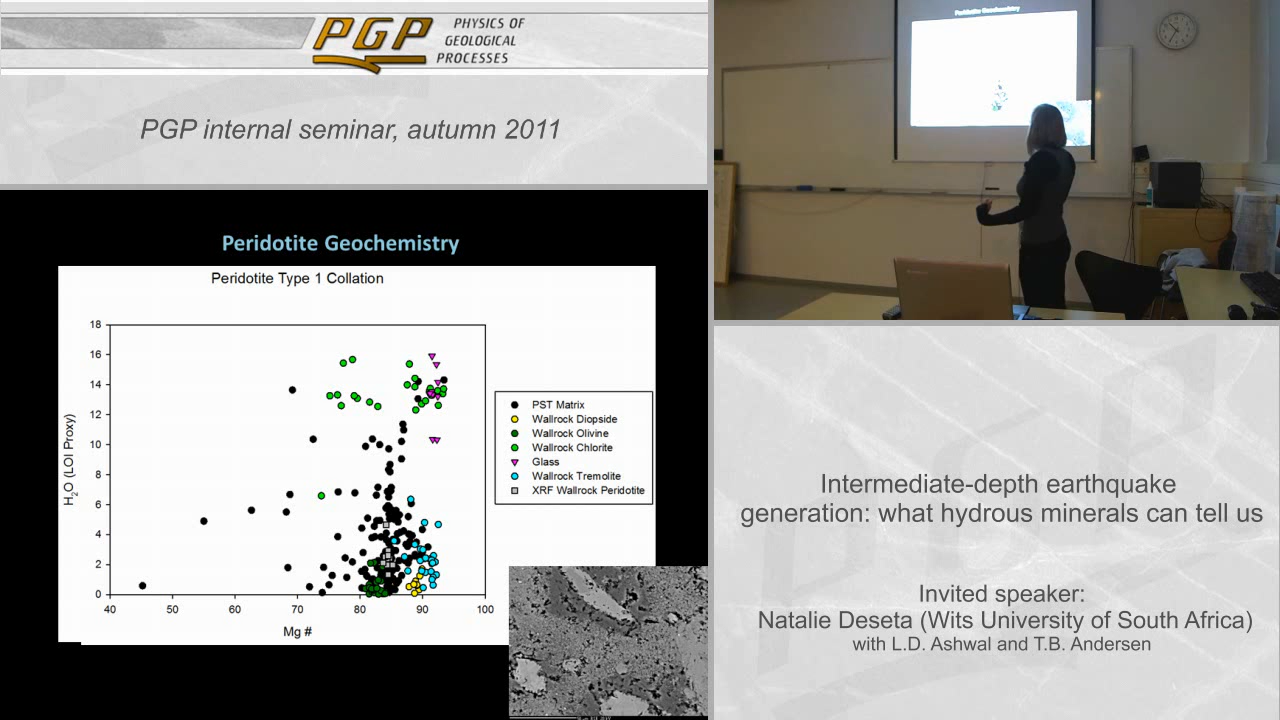 PGP
PHYSICS OF
GEOLOGICAL
PROCESSES
PGP internal seminar, autumn 2011
Peridotite Geochemistry
Peridotite Type 1 Collation
18
16
14
12
10
8
6
4
2
0
H2O (LOI Proxy)
40 50 60 70 80 90 100
Mg #
PST Matrix
Wallrock Diopside
Wallrock Olivine
Wallrock Chlorite
Glass
Wallrock Tremolite
XRF Wallrock Peridotite
Peridotite Geochemistry
Intermediate-depth earthquake
generation: what hydrous minerals can tell us
Invited speaker:
Natalie Deseta (Wits University of South Africa)
with L.D. Ashwal and T.B. Andersen